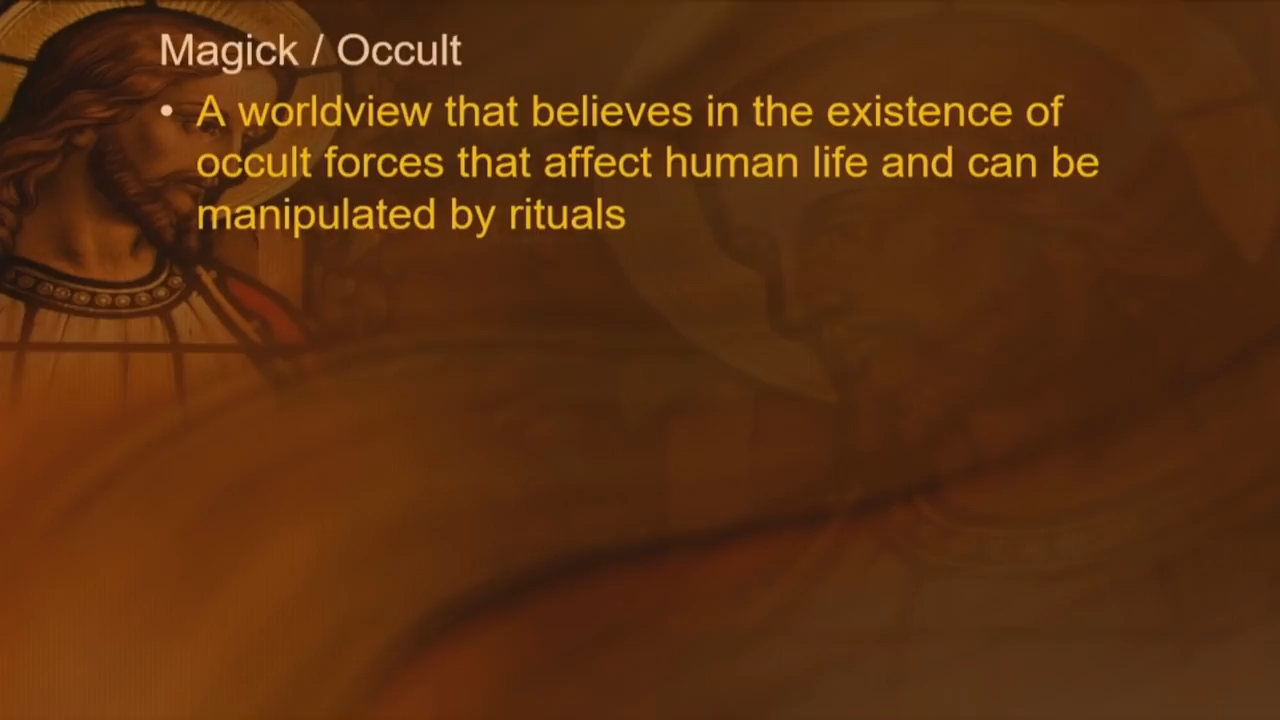 Magick / Occult
• A worldview that believes in the existence of
occult forces that affect human life and can be
manipulated by rituals